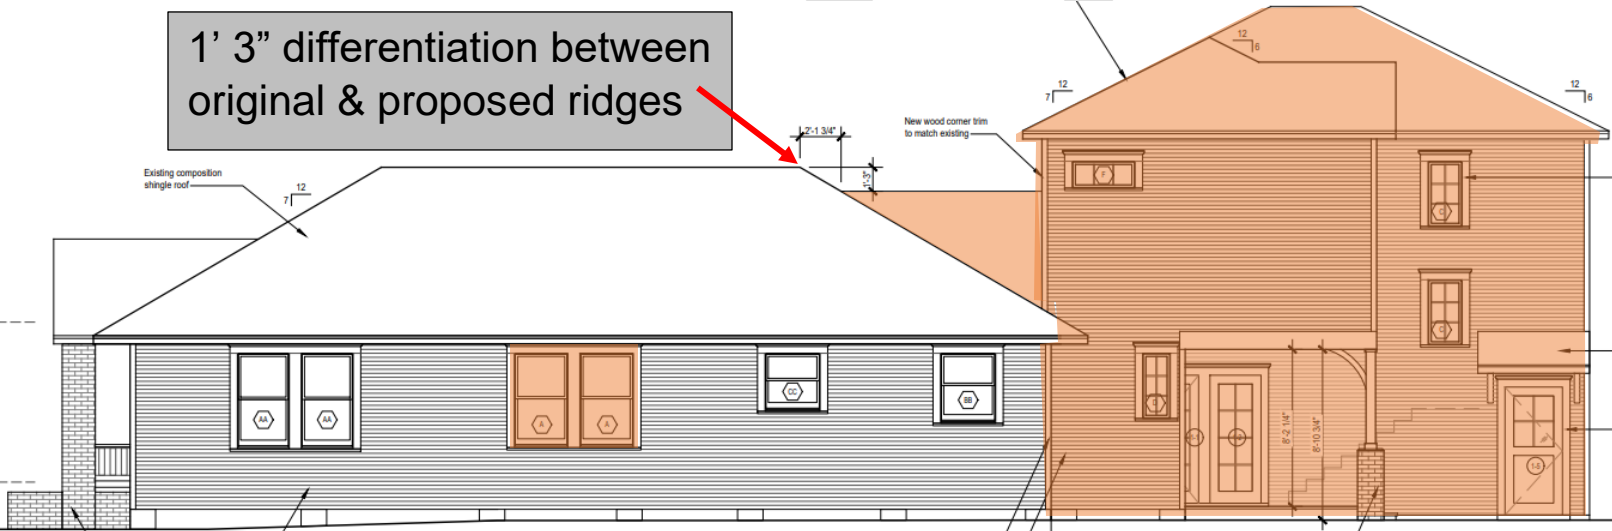 1’ 3” differentiation between
original & proposed ridges
12
6
12
7
12
6
New wood corner trim
to match existing
2'-1 3/4"
1'-3"
Existing composition
shingle roof
12
7
F
C
C
AA
AA
A
A
CC
BB
D
8'-2 1/4"
8'-10 3/4"
1-5